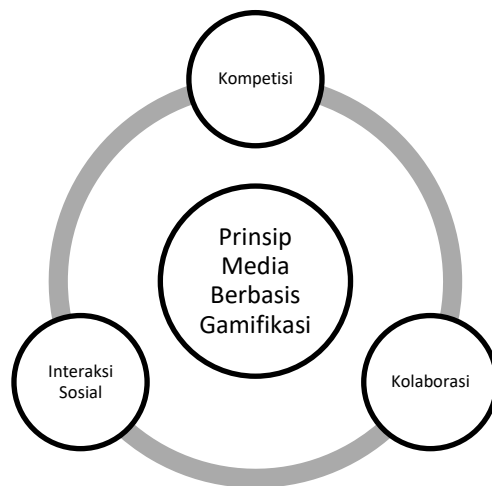 Kompetisi
Prinsip
Media
Berbasis
Gamifikasi
Interaksi
Sosial
Kolaborasi